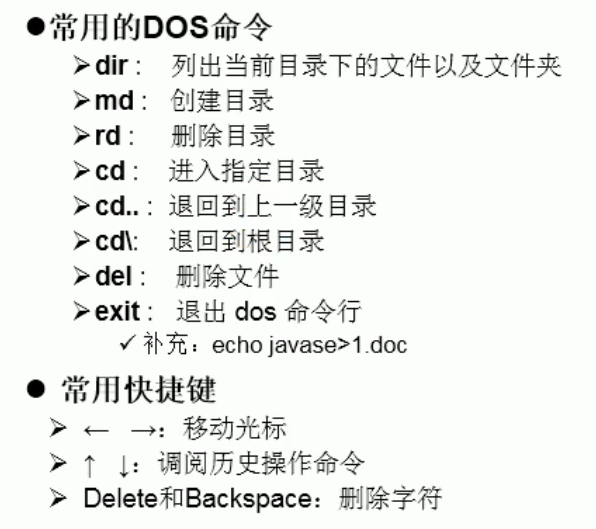 ●常用的DOS命令
➢dir： 列出当前目录下的文件以及文件夹
➢md： 创建目录
➢rd： 删除目录
➢cd： 进入指定目录
➢cd..：退回到上一级目录
➢cd\: 退回到根目录
➢del： 删除文件
➢exit： 退出 dos 命令行
✓补充：echo javase>1.doc
● 常用快捷键
➢ ← →：移动光标
➢ ↑ ↓：调阅历史操作命令
➢ Delete和Backspace：删除字符